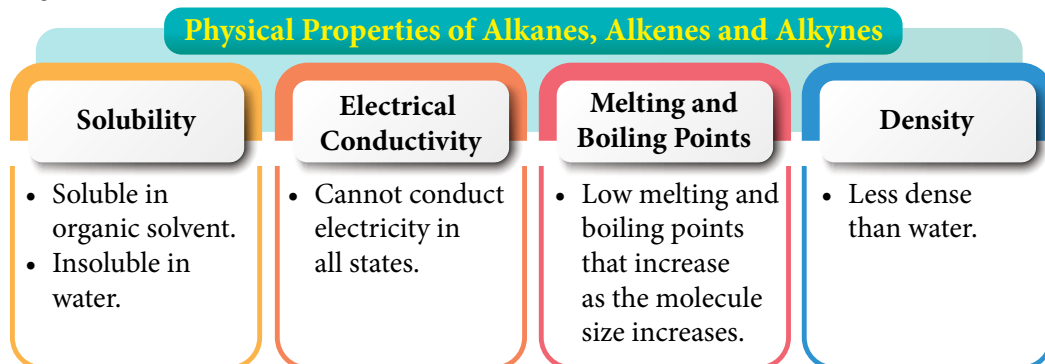 Physical Properties of Alkanes, Alkenes and Alkynes
Solubility
• Soluble in
organic solvent.
• Insoluble in
water.
Electrical
Conductivity
• Cannot conduct
electricity in
all states.
Melting and
Boiling Points
• Low melting and
boiling points
that increase
as the molecule
size increases.
Density
• Less dense
than water.